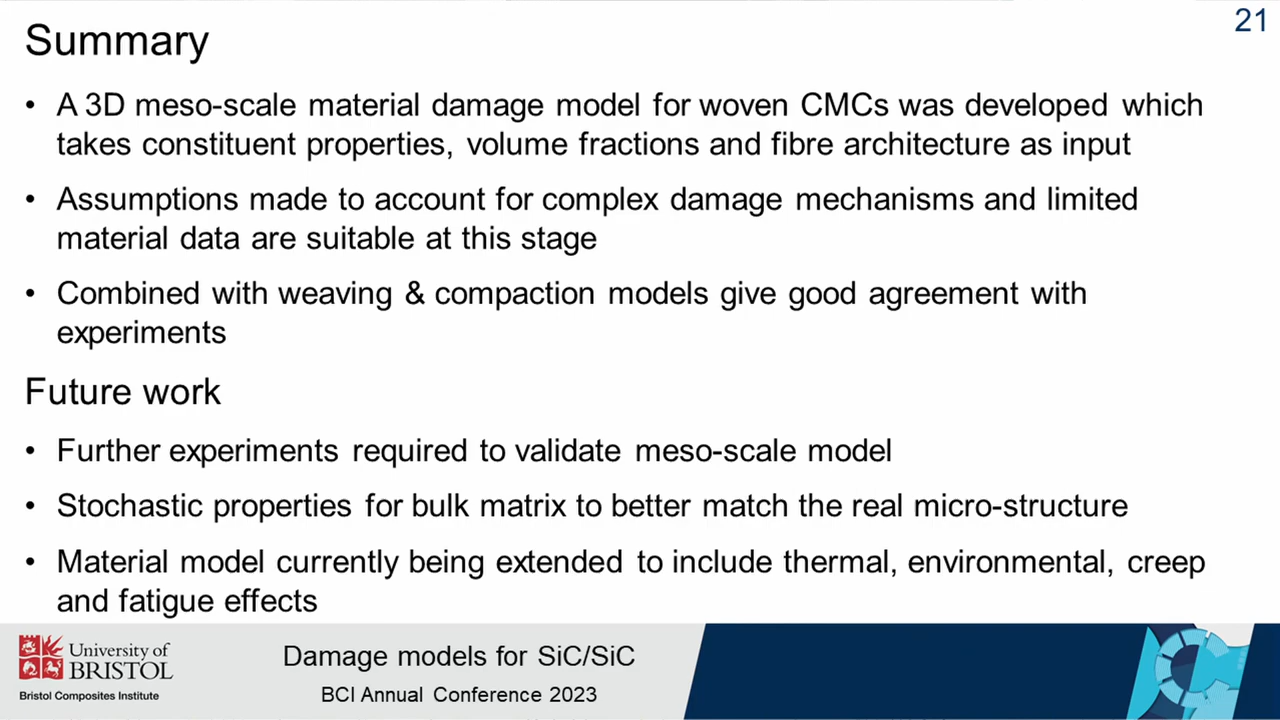 21
Summary
• A 3D meso-scale material damage model for woven CMCs was developed which
takes constituent properties, volume fractions and fibre architecture as input
• Assumptions made to account for complex damage mechanisms and limited
material data are suitable at this stage
• Combined with weaving & compaction models give good agreement with
experiments
Future work
• Further experiments required to validate meso-scale model
• Stochastic properties for bulk matrix to better match the real micro-structure
• Material model currently being extended to include thermal, environmental, creep
and fatigue effects
University of
BRISTOL
Bristol Composites Institute
Damage models for SiC/SiC
BCI Annual Conference 2023